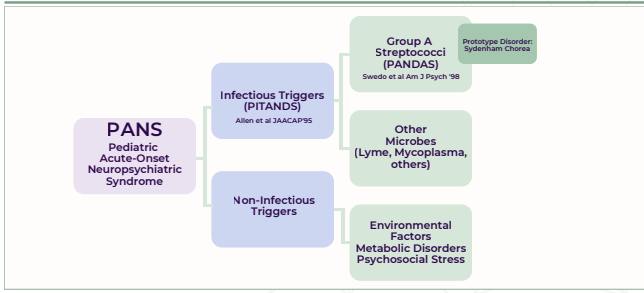 PANS
Pediatric
Acute-Onset
Neuropsychiatric
Syndrome
Infectious Triggers
(PITANDS)
Allen et al JAACAP'95
Non-Infectious
Triggers
Group A
Streptococci
(PANDAS)
Swedo et al Am J Psych '98
Prototype Disorder:
Sydenham Chorea
Other
Microbes
(Lyme, Mycoplasma,
others)
Environmental
Factors
Metabolic Disorders
Psychosocial Stress